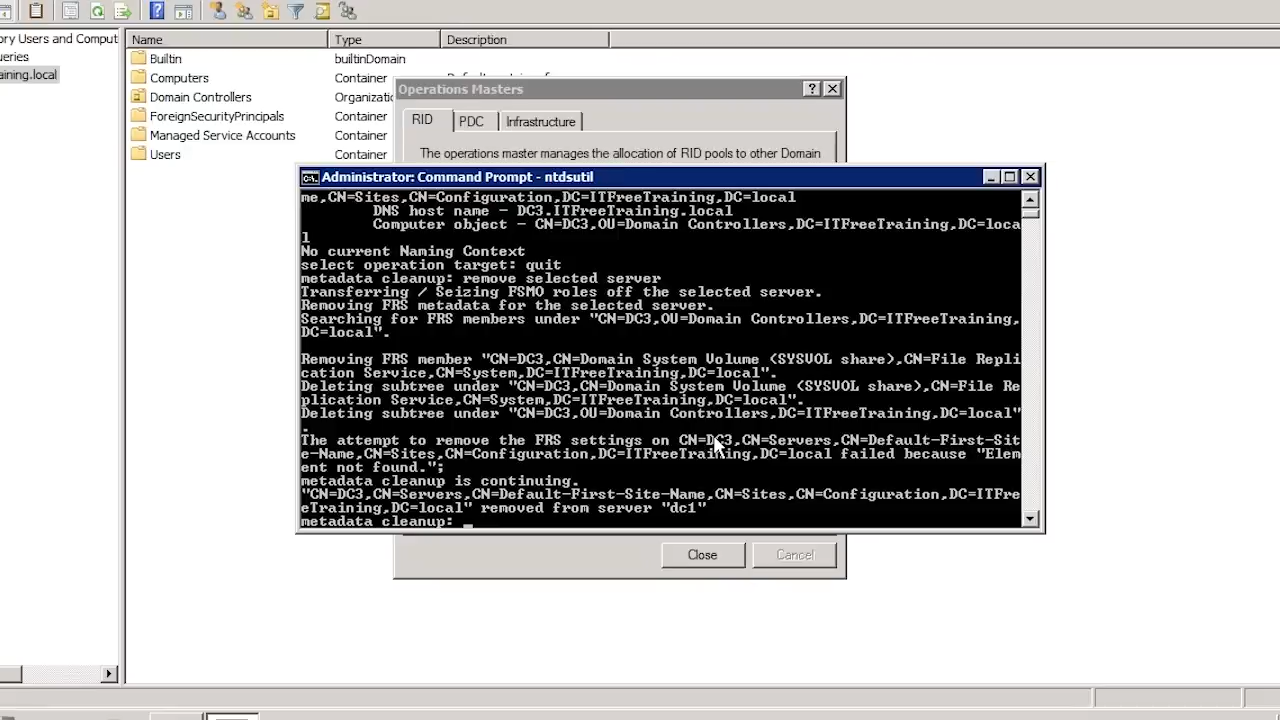 ory Users and Comput
Name Type Description
ueries
Builtin builtinDomain
aining.local
Computers Container
Domain Controllers Organizatio
ForeignSecurityPrincipals Container
Managed Service Accounts Container
Users Container
Operations Masters
RID PDC Infrastructure
The operations master manages the allocation of RID pools to other Domain
Administrator: Command Prompt - ntdsutil
me,CN=Sites,CN=Configuration,DC=ITFreeTraining,DC=local
DNS host name - DC3.ITFreeTraining.local
Computer object - CN=DC3,OU=Domain Controllers,DC=ITFreeTraining,DC=loca
l
No current Naming Context
select operation target: quit
metadata cleanup: remove selected server
Transferring / Seizing FSMO roles off the selected server.
Removing FRS metadata for the selected server.
Searching for FRS members under "CN=DC3,OU=Domain Controllers,DC=ITFreeTraining,
DC=local".
Removing FRS member "CN=DC3,CN=Domain System Volume (SYSVOL share),CN=File Repli
cation Service,CN=System,DC=ITFreeTraining,DC=local".
Deleting subtree under "CN=DC3,CN=Domain System Volume (SYSVOL share),CN=File Re
plication Service,CN=System,DC=ITFreeTraining,DC=local".
Deleting subtree under "CN=DC3,OU=Domain Controllers,DC=ITFreeTraining,DC=local"
.
The attempt to remove the FRS settings on CN=DC3,CN=Servers,CN=Default-First-Sit
e-Name,CN=Sites,CN=Configuration,DC=ITFreeTraining,DC=local failed because "Elem
ent not found.";
metadata cleanup is continuing.
"CN=DC3,CN=Servers,CN=Default-First-Site-Name,CN=Sites,CN=Configuration,DC=ITFre
eTraining,DC=local" removed from server "dc1"
metadata cleanup: _
Close Cancel